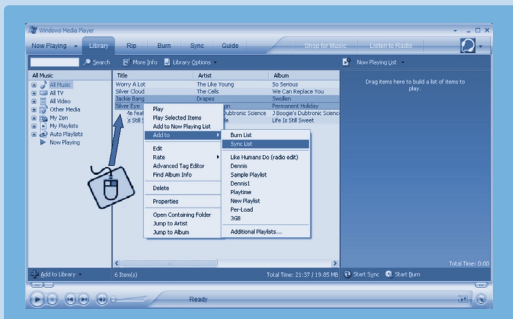 Windows Media Player
Now Playing Library Rip Burn Sync Guide Shop for Music Listen to Radio
Search More Info Library Options Now Playing List
All Music
All Music
All TV
All Video
Other Media
My Zen
My Playlists
Auto Playlists
Now Playing
Title Artist Album
Worry A Lot The Like Young So Serious
Silver Cloud The Cells We Can Replace You
Jackie Bang Drapes Swollen
Silver Eye Permanent Holiday
Dubtronic Science J Boogie's Dubtronic Scienc
s Still Life Is Still Sweet
Drag items here to build a list of items to
play.
Play
Play Selected Items
Add to Now Playing List
Add to
Edit
Rate
Advanced Tag Editor
Find Album Info
Delete
Properties
Open Containing Folder
Jump to Artist
Jump to Album
Burn List
Sync List
Like Humans Do (radio edit)
Dennis
Sample Playlist
Dennis1
Playtime
New Playlist
Per-Load
3GB
Additional Playlists...
Total Time: 0:00
Add to Library 6 Item(s) Total Time: 21:37 / 19.85 MB Start Sync Start Burn
Ready